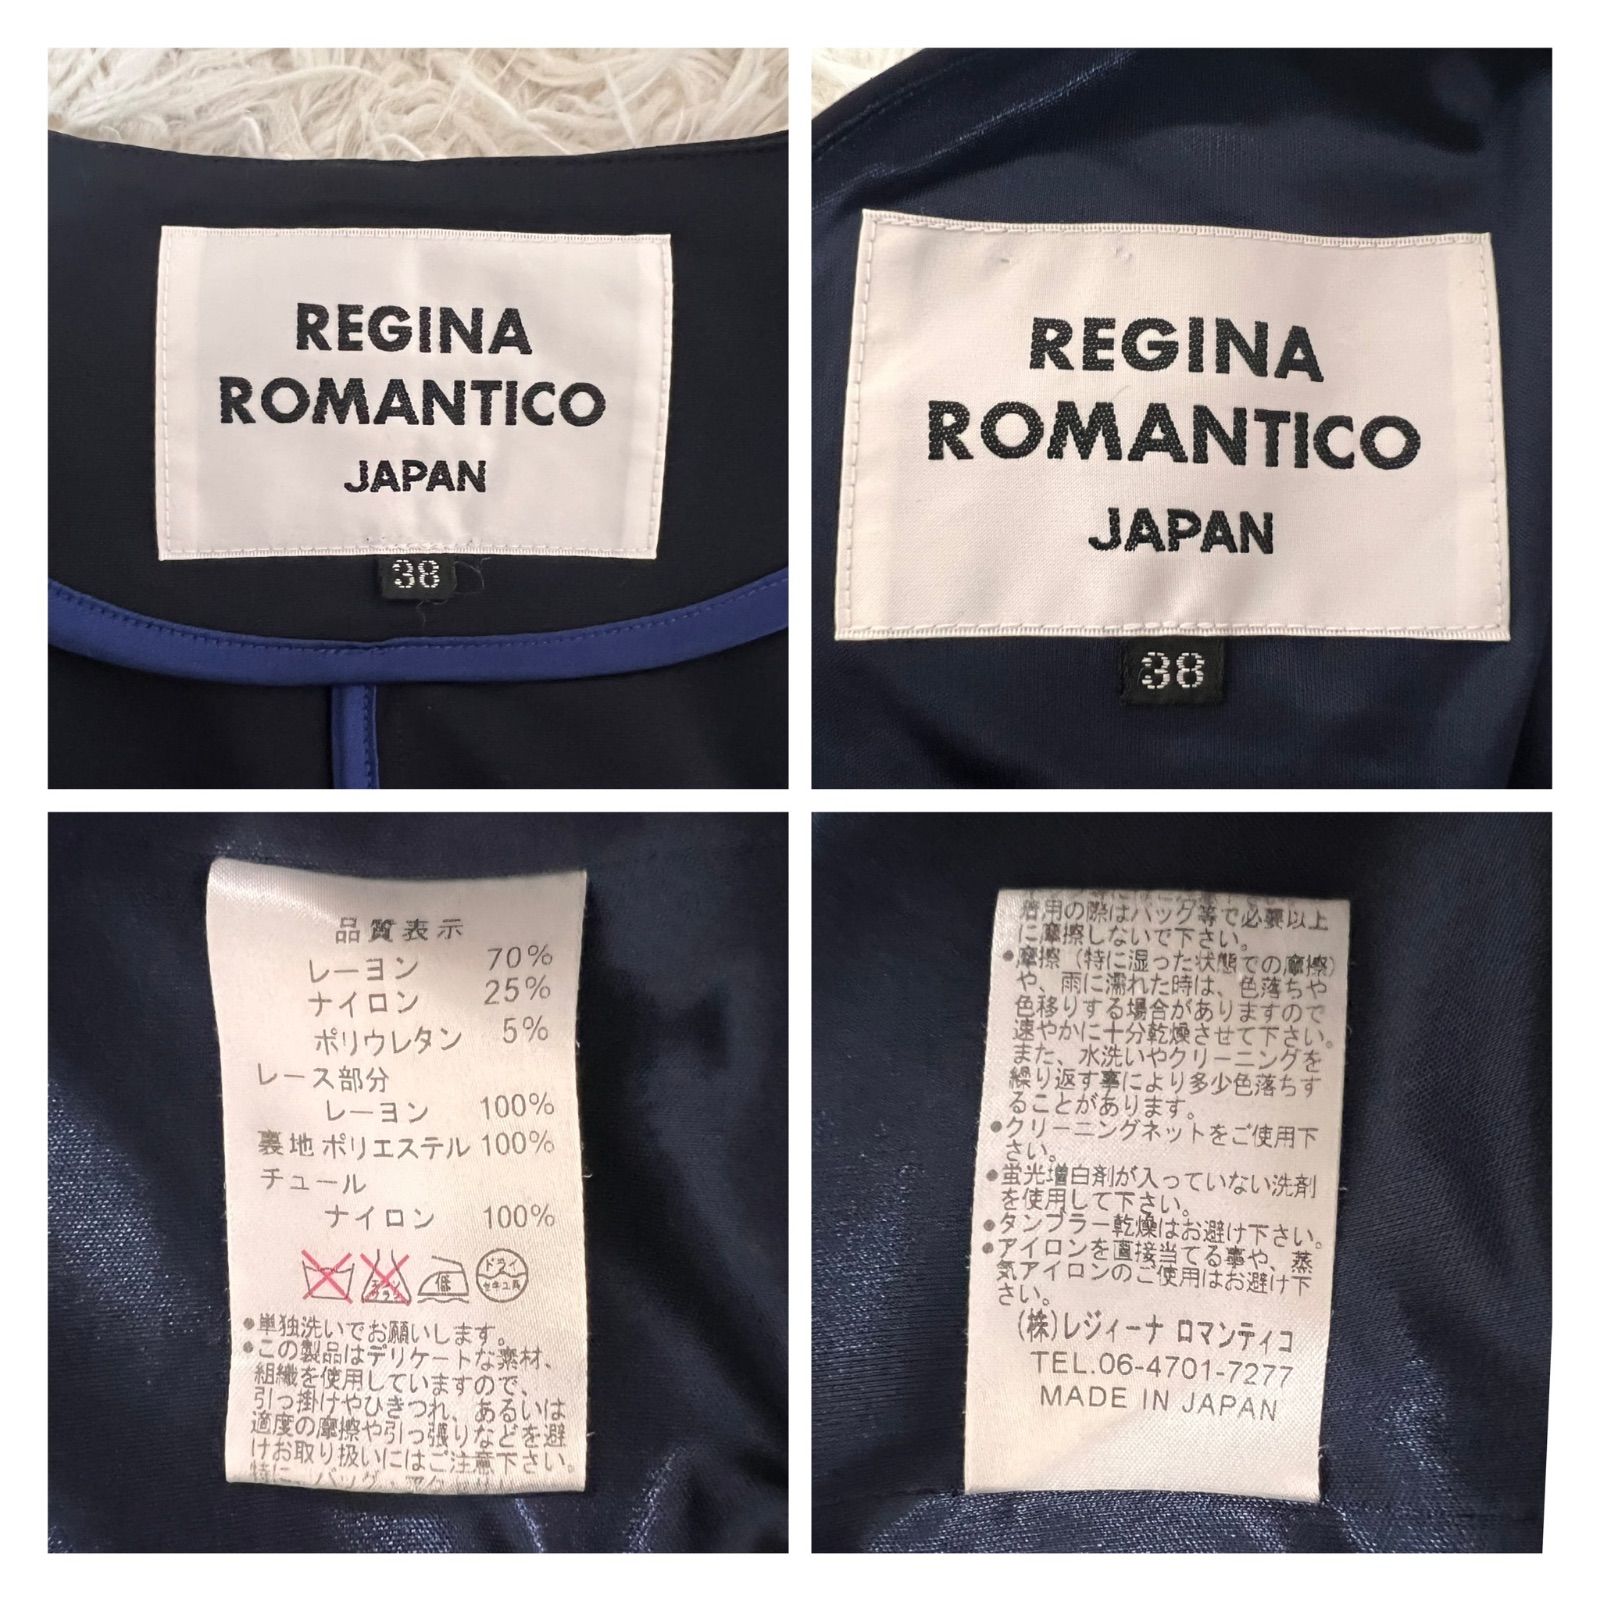 REGINA
ROMANTICO
JAPAN
38
REGINA
ROMANTICO
JAPAN
38
品質表示
レーヨン 70%
ナイロン 25%
ポリウレタン 5%
レース部分
レーヨン 100%
裏地 ポリエステル 100%
チュール
ナイロン 100%
エンソ
ブラシ
低
ドライ
セキユ系
●単独洗いでお願いします。
●この製品はデリケートな素材、
組織を使用していますので、
引っ掛けやひきつれ、あるいは
適度の摩擦や引っ張りなどを避
けお取り扱いにはご注意下さい。
着用の際はバッグ等で必要以上
に摩擦しないで下さい。
●摩擦(特に湿った状態での摩擦)
や、雨に濡れた時は、色落ちや
色移りする場合がありますので
速やかに十分乾燥させて下さい。
また、水洗いやクリーニングを
繰り返す事により多少色落ちす
ることがあります。
●クリーニングネットをご使用下
さい。
●蛍光増白剤が入っていない洗剤
を使用して下さい。
●タンブラー乾燥はお避け下さい。
●アイロンを直接当てる事や、蒸
気アイロンのご使用はお避け下
さい。
(株)レジィーナ ロマンティコ
TEL.06-4701-7277
MADE IN JAPAN